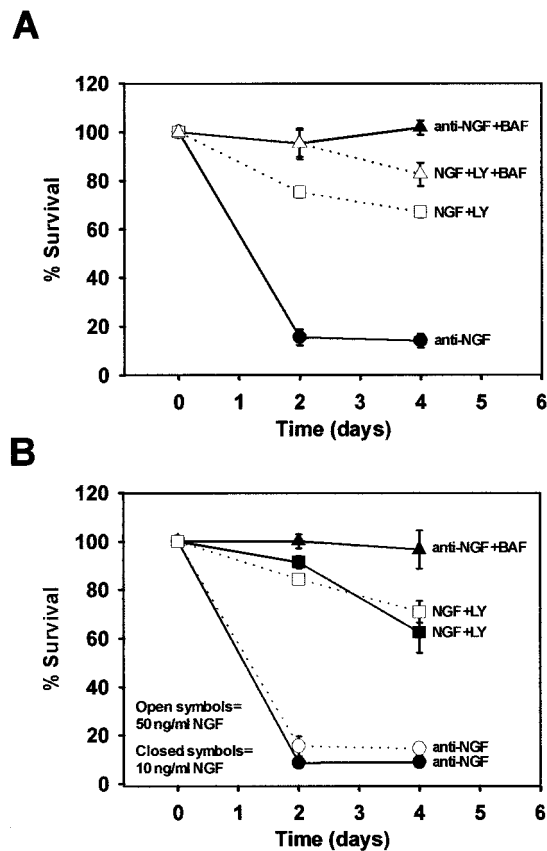 A
120
100
80
60
40
20
0
% Survival
anti-NGF+BAF
NGF+LY+BAF
NGF+LY
anti-NGF
0 1 2 3 4 5 6
Time (days)
B
120
100
80
60
40
20
0
% Survival
anti-NGF+BAF
NGF+LY
NGF+LY
Open symbols=
50 ng/ml NGF
Closed symbols=
10 ng/ml NGF
anti-NGF
anti-NGF
0 1 2 3 4 5 6
Time (days)